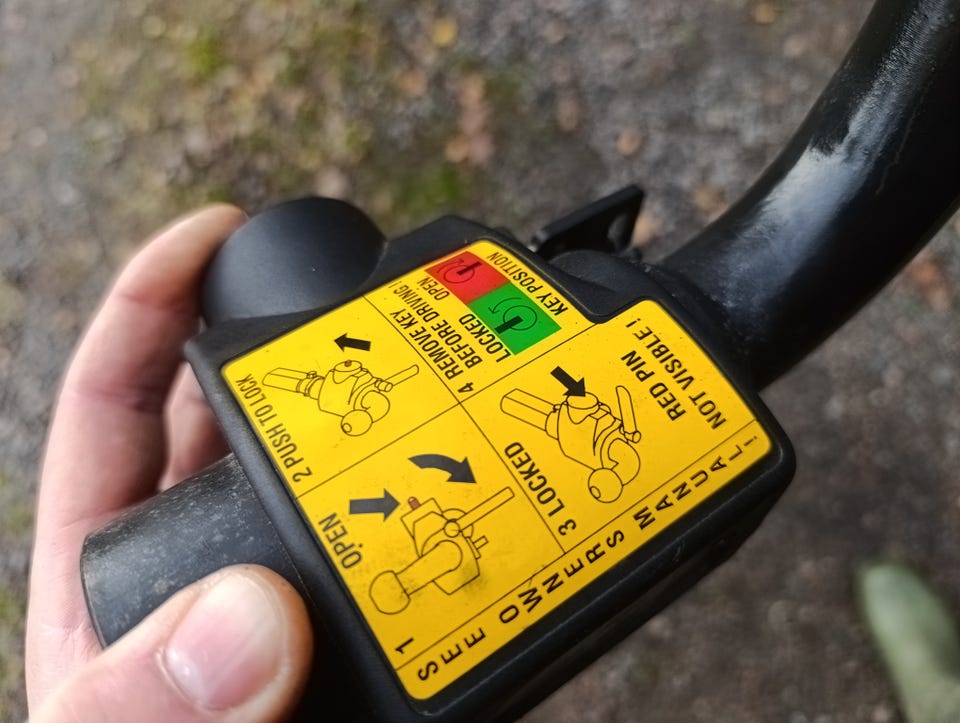 1 OPEN
2 PUSH TO LOCK
3 LOCKED
RED PIN
NOT VISIBLE!
4 REMOVE KEY
BEFORE DRIVING!
LOCKED
OPEN
KEY POSITION
SEE OWNERS MANUAL!